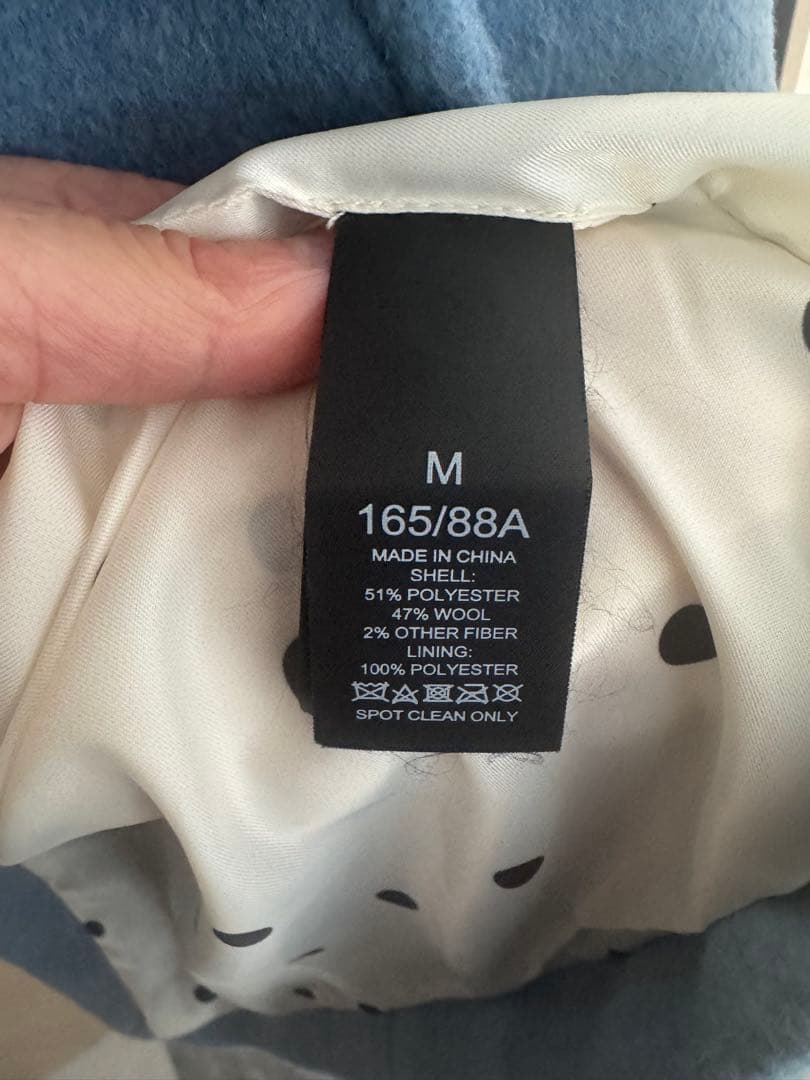 M
165/88A
MADE IN CHINA
SHELL:
51% POLYESTER
47% WOOL
2% OTHER FIBER
LINING:
100% POLYESTER
SPOT CLEAN ONLY